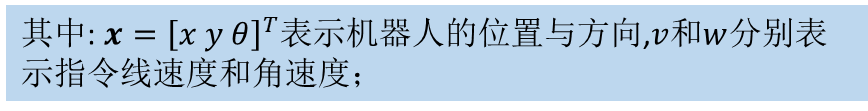 其中: 𝒙 = [𝑥 𝑦 𝜃]ᵀ表示机器人的位置与方向,𝑣和𝑤分别表
示指令线速度和角速度；